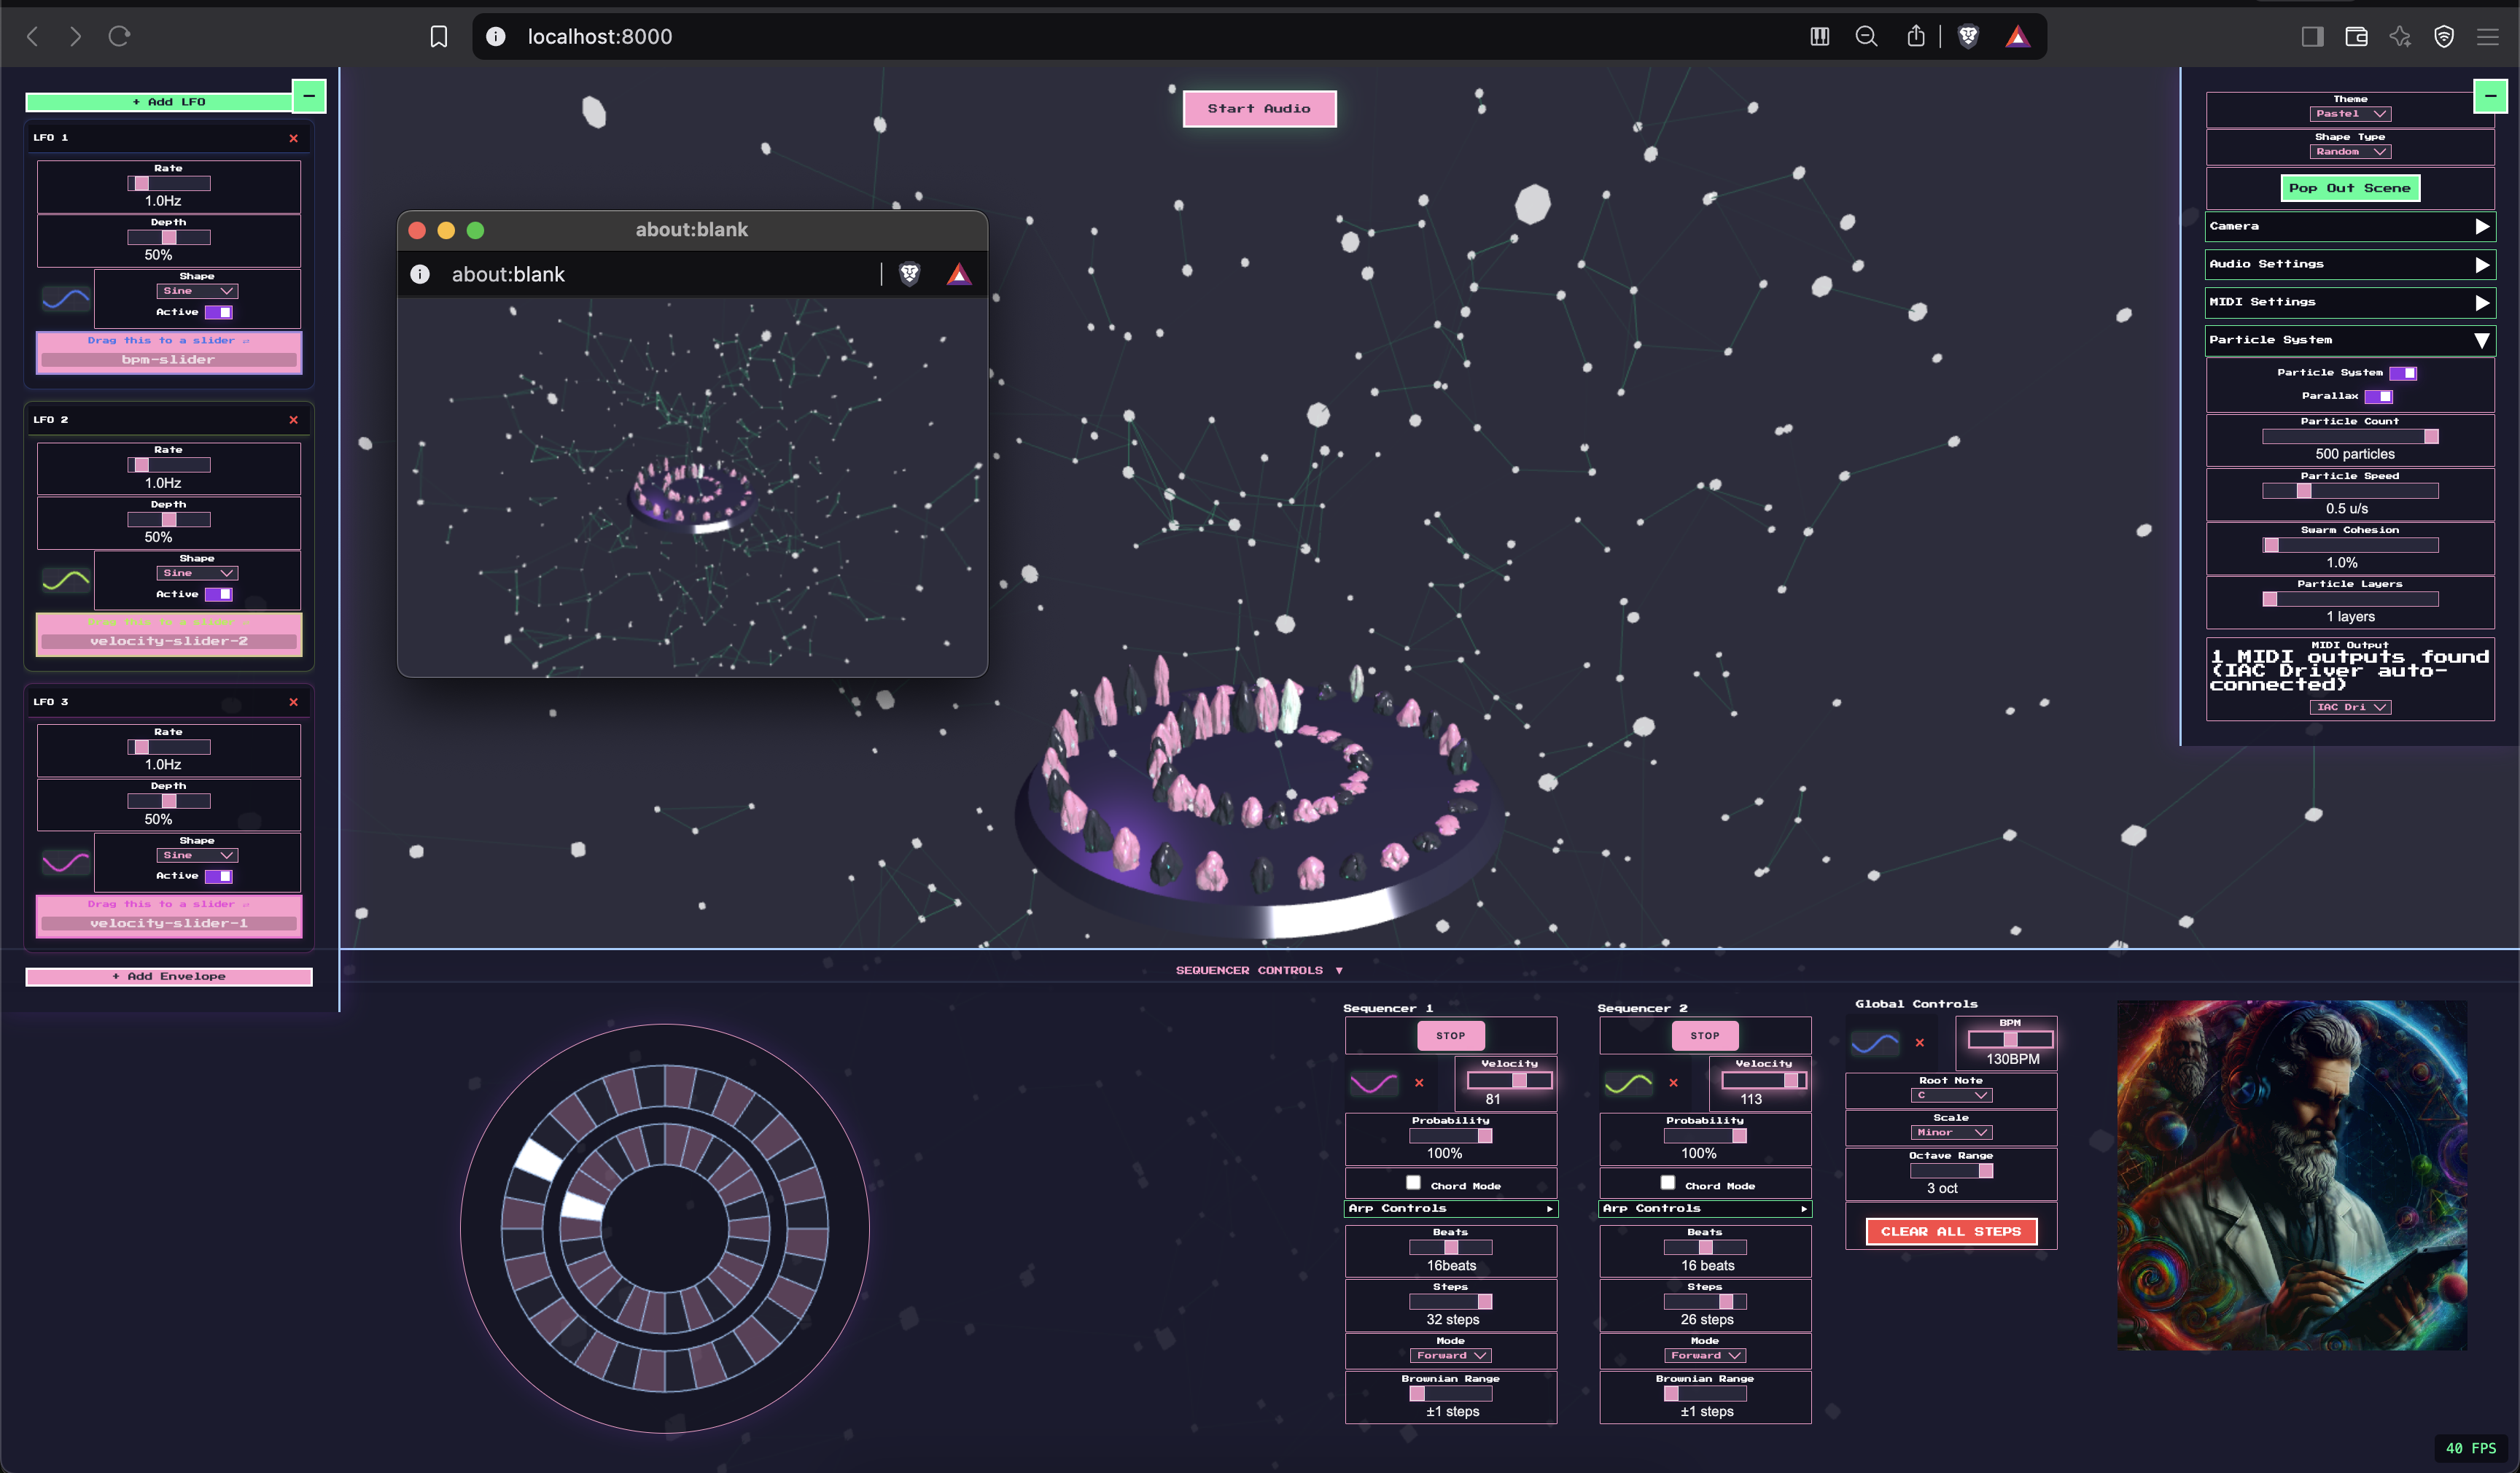 localhost:8000
+ Add LFO
−
LFO 1
×
Rate
1.0Hz
Depth
50%
Shape
Sine
Active
Drag this to a slider
bpm-slider
LFO 2
×
Rate
1.0Hz
Depth
50%
Shape
Sine
Active
Drag this to a slider
velocity-slider-2
LFO 3
×
Rate
1.0Hz
Depth
50%
Shape
Sine
Active
Drag this to a slider
velocity-slider-1
+ Add Envelope
Start Audio
about:blank
about:blank
−
Theme
Pastel
Shape Type
Random
Pop Out Scene
Camera
Audio Settings
MIDI Settings
Particle System
Particle System
Parallax
Particle Count
500 particles
Particle Speed
0.5 u/s
Swarm Cohesion
1.0%
Particle Layers
1 layers
MIDI Output
1 MIDI outputs found
(IAC Driver auto-
connected)
IAC Dri
SEQUENCER CONTROLS ▼
Sequencer 1
STOP
Velocity
×
81
Probability
100%
Chord Mode
Arp Controls
Beats
16beats
Steps
32 steps
Mode
Forward
Brownian Range
±1 steps
Sequencer 2
STOP
Velocity
×
113
Probability
100%
Chord Mode
Arp Controls
Beats
16 beats
Steps
26 steps
Mode
Forward
Brownian Range
±1 steps
Global Controls
BPM
×
130BPM
Root Note
C
Scale
Minor
Octave Range
3 oct
CLEAR ALL STEPS
40 FPS